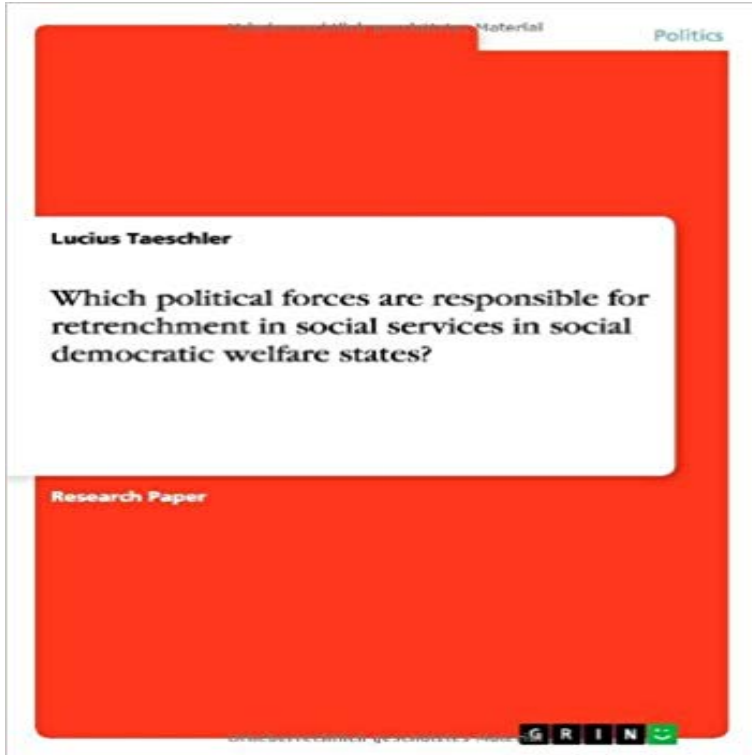 Material
Politics
Lucius Taeschler
Which political forces are responsible for
retrenchment in social services in social
democratic welfare states?
Research Paper
GRIN